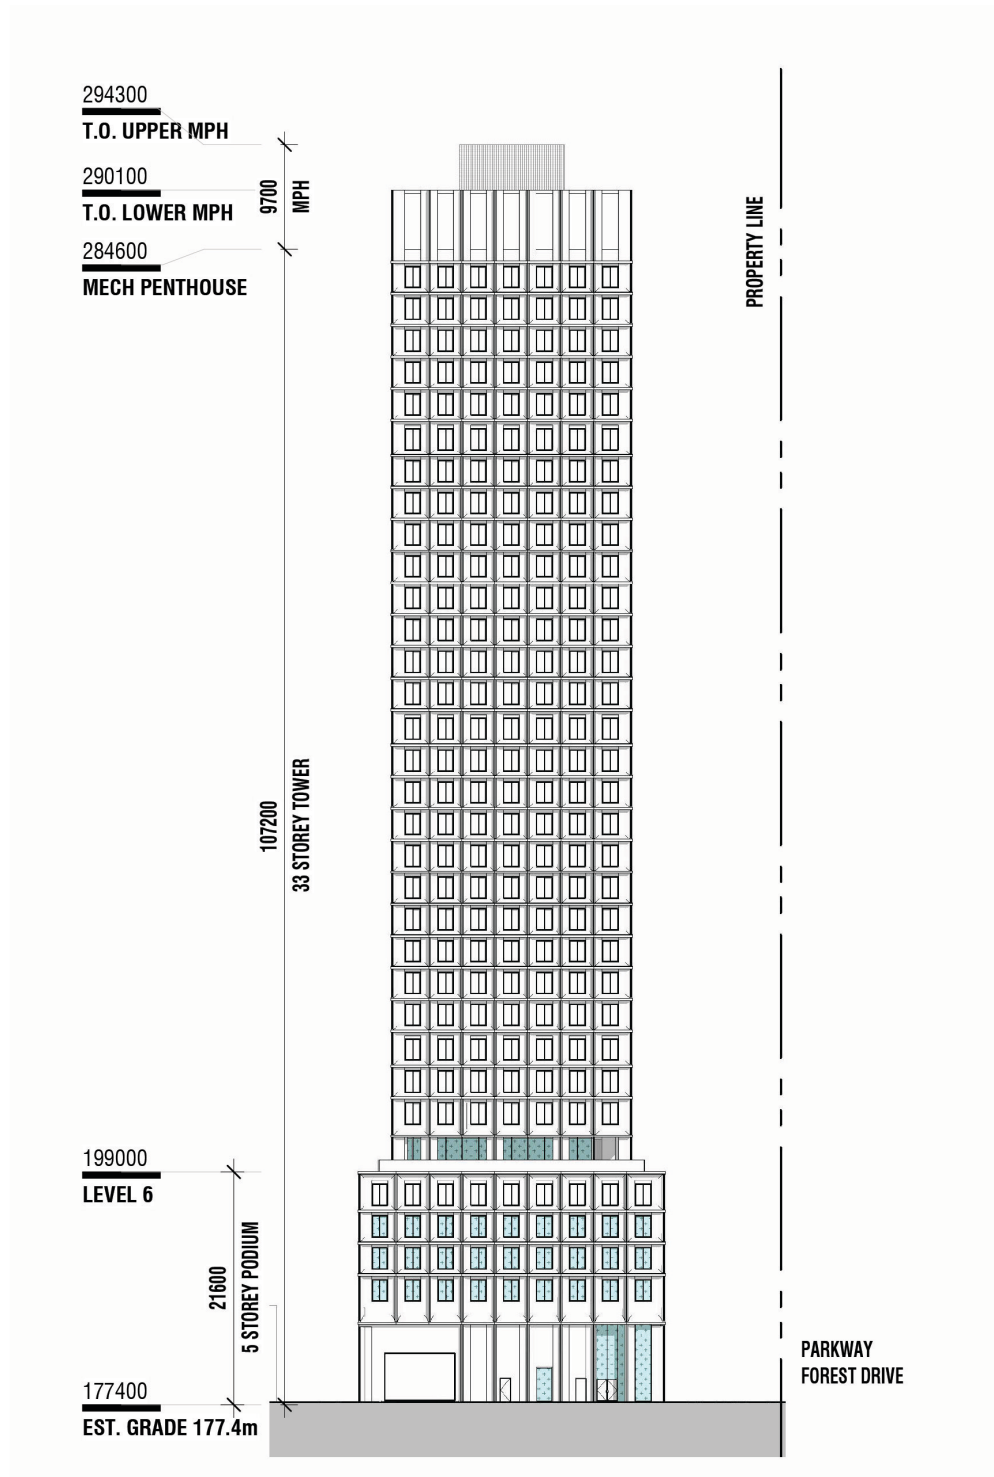 294300
T.O. UPPER MPH
290100
T.O. LOWER MPH
284600
MECH PENTHOUSE
9700
MPH
PROPERTY LINE
107200
33 STOREY TOWER
199000
LEVEL 6
21600
5 STOREY PODIUM
177400
EST. GRADE 177.4m
PARKWAY
FOREST DRIVE